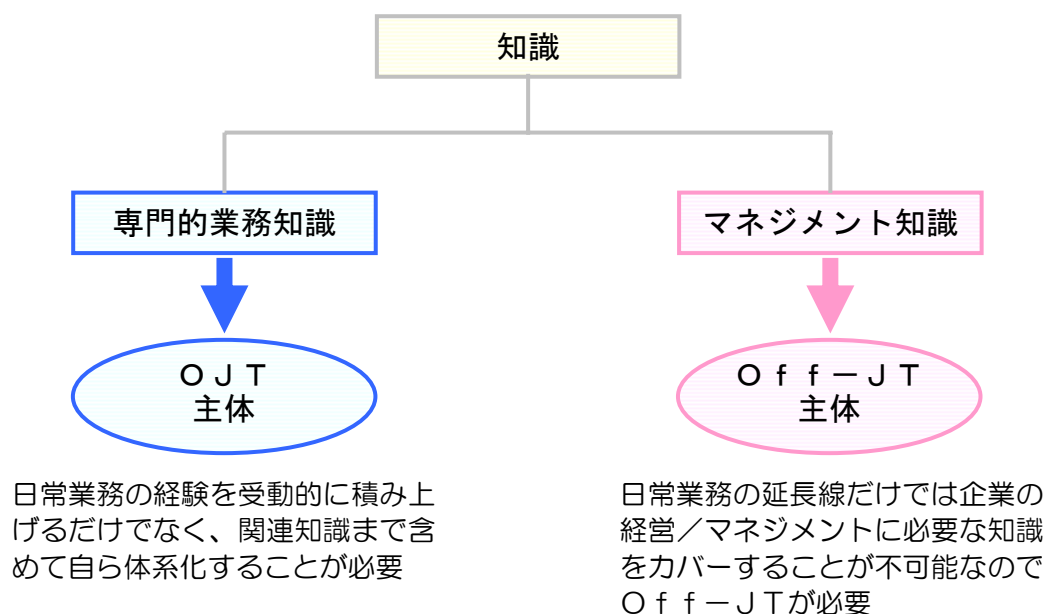 知識
専門的業務知識
マネジメント知識
ＯＪＴ
主体
Ｏｆｆ－ＪＴ
主体
日常業務の経験を受動的に積み上
げるだけでなく、関連知識まで含
めて自ら体系化することが必要
日常業務の延長線だけでは企業の
経営／マネジメントに必要な知識
をカバーすることが不可能なので
Ｏｆｆ－ＪＴが必要